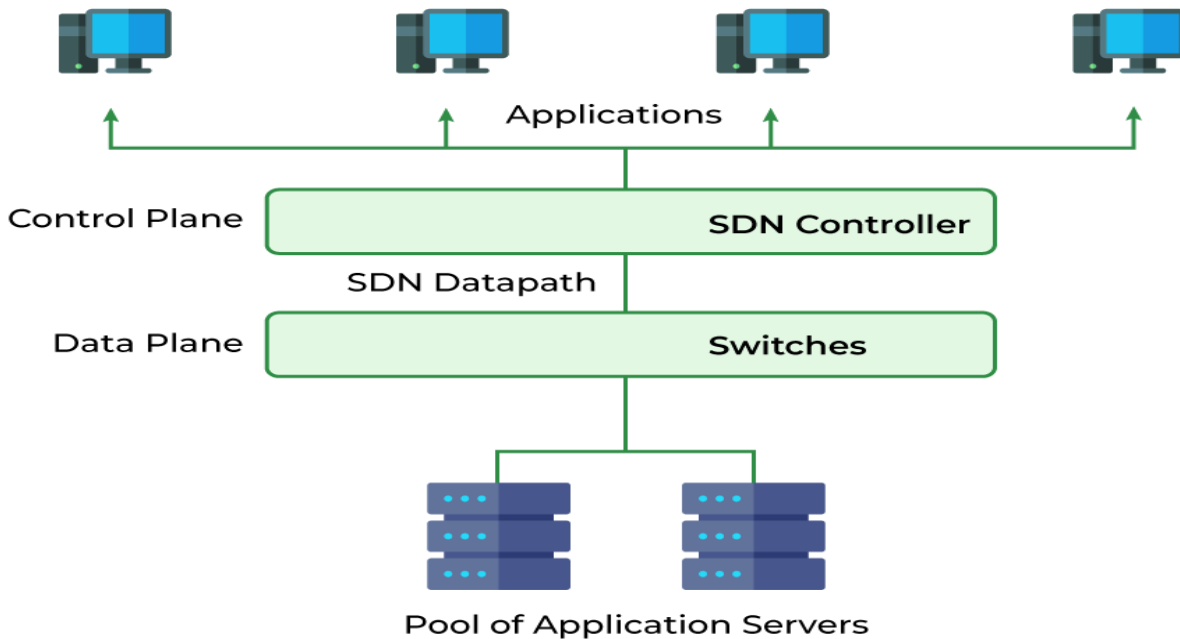 Applications
Control Plane
SDN Controller
SDN Datapath
Data Plane
Switches
Pool of Application Servers